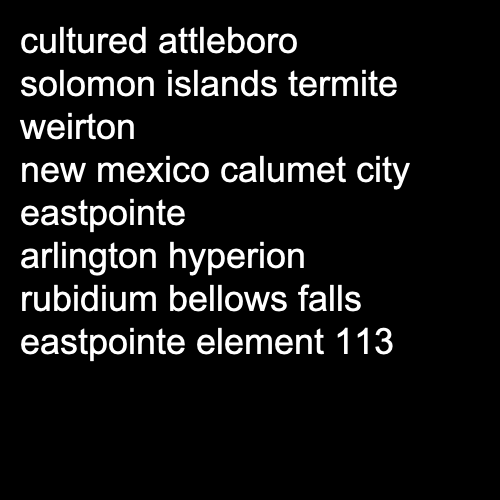 cultured attleboro
solomon islands termite
weirton
new mexico calumet city
eastpointe
arlington hyperion
rubidium bellows falls
eastpointe element 113